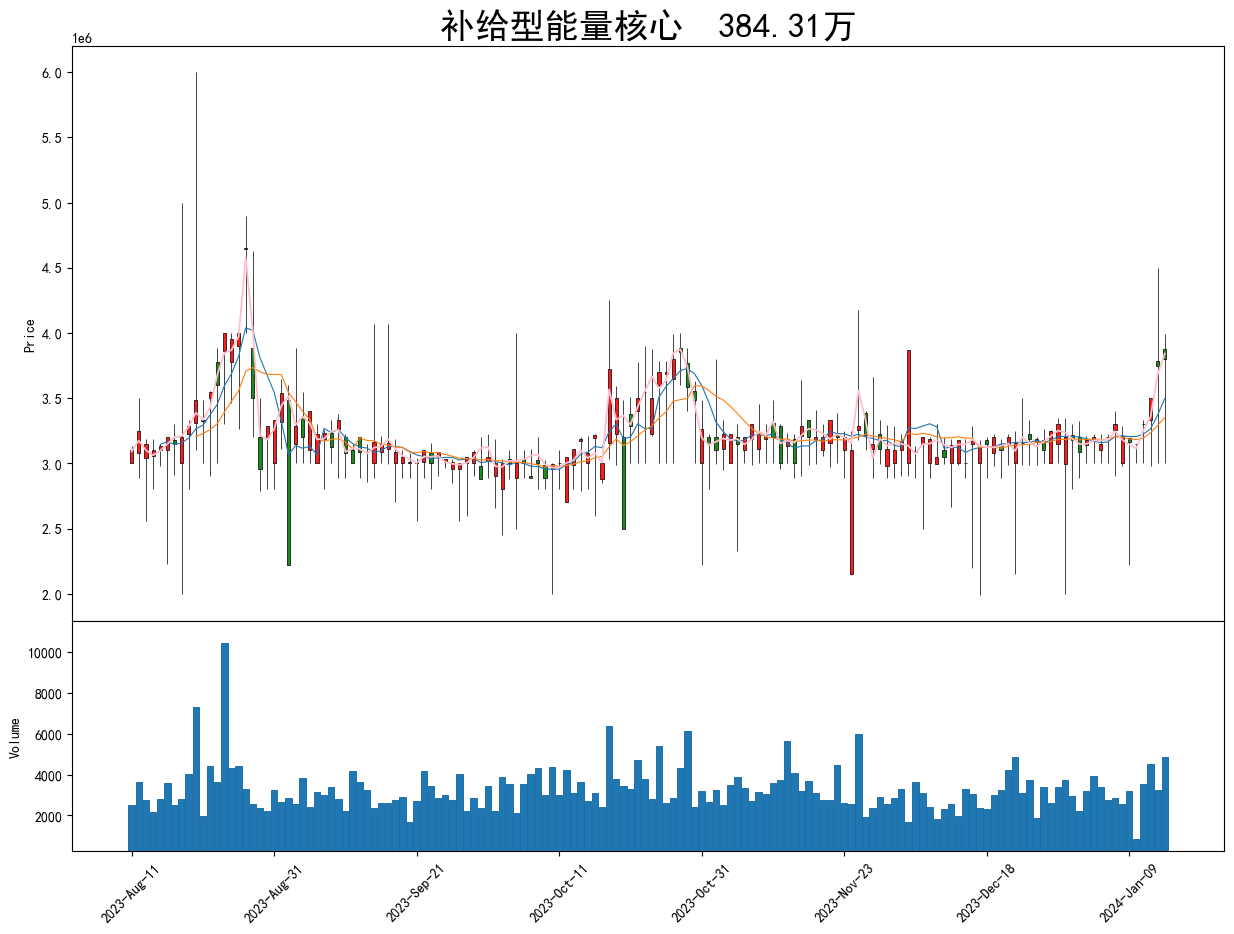 补给型能量核心  384.31万
1e6
6.0
5.5
5.0
4.5
4.0
3.5
3.0
2.5
2.0
Price
10000
8000
6000
4000
2000
Volume
2023-Aug-11
2023-Aug-31
2023-Sep-21
2023-Oct-11
2023-Oct-31
2023-Nov-23
2023-Dec-18
2024-Jan-09